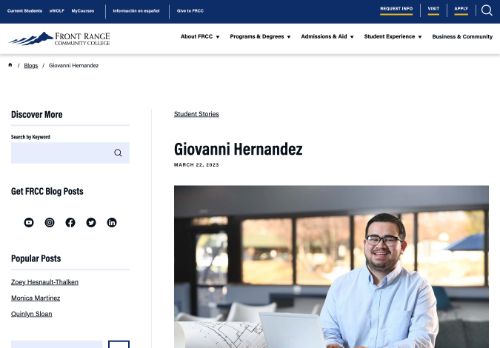 Current Students eWOLF MyCourses Información en español Give to FRCC REQUEST INFO VISIT APPLY
FRONT RANGE
COMMUNITY COLLEGE
About FRCC Programs & Degrees Admissions & Aid Student Experience Business & Community
/ Blogs / Giovanni Hernandez
Discover More
Search by Keyword
Get FRCC Blog Posts
Popular Posts
Zoey Hesnault-Thalken
Monica Martinez
Quinlyn Sloan
Student Stories
Giovanni Hernandez
MARCH 22, 2023